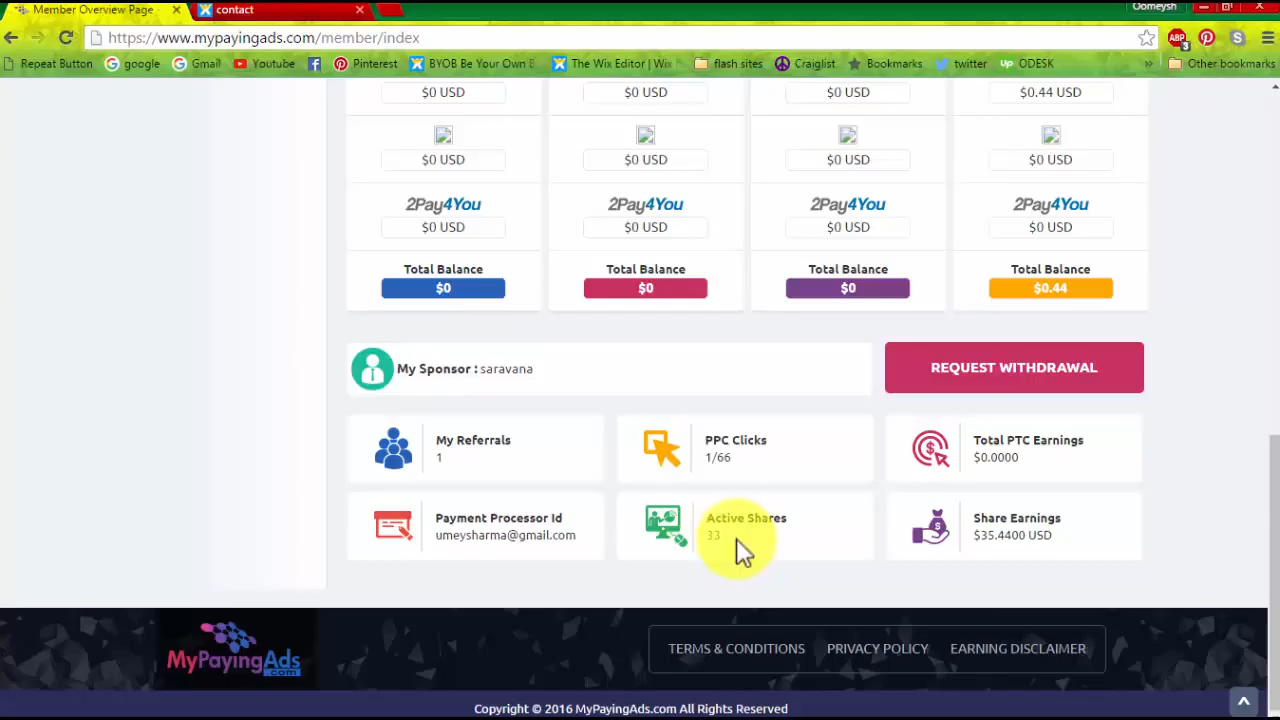 Member Overview Page
contact
Oomeysh
https://www.mypayingads.com/member/index
ABP
3
Repeat Button
google
Gmail
Youtube
Pinterest
BYOB Be Your Own B
The Wix Editor | Wix
flash sites
Craiglist
Bookmarks
twitter
Up ODESK
»
Other bookmarks
$0 USD $0 USD $0 USD $0.44 USD
$0 USD $0 USD $0 USD $0 USD
2Pay4You 2Pay4You 2Pay4You 2Pay4You
$0 USD $0 USD $0 USD $0 USD
Total Balance Total Balance Total Balance Total Balance
$0 $0 $0 $0.44
My Sponsor : saravana
REQUEST WITHDRAWAL
My Referrals
1
PPC Clicks
1/66
Total PTC Earnings
$0.0000
Payment Processor Id
umeysharma@gmail.com
Active Shares
33
Share Earnings
$35.4400 USD
MyPayingAds
.com
TERMS & CONDITIONS PRIVACY POLICY EARNING DISCLAIMER
Copyright © 2016 MyPayingAds.com All Rights Reserved